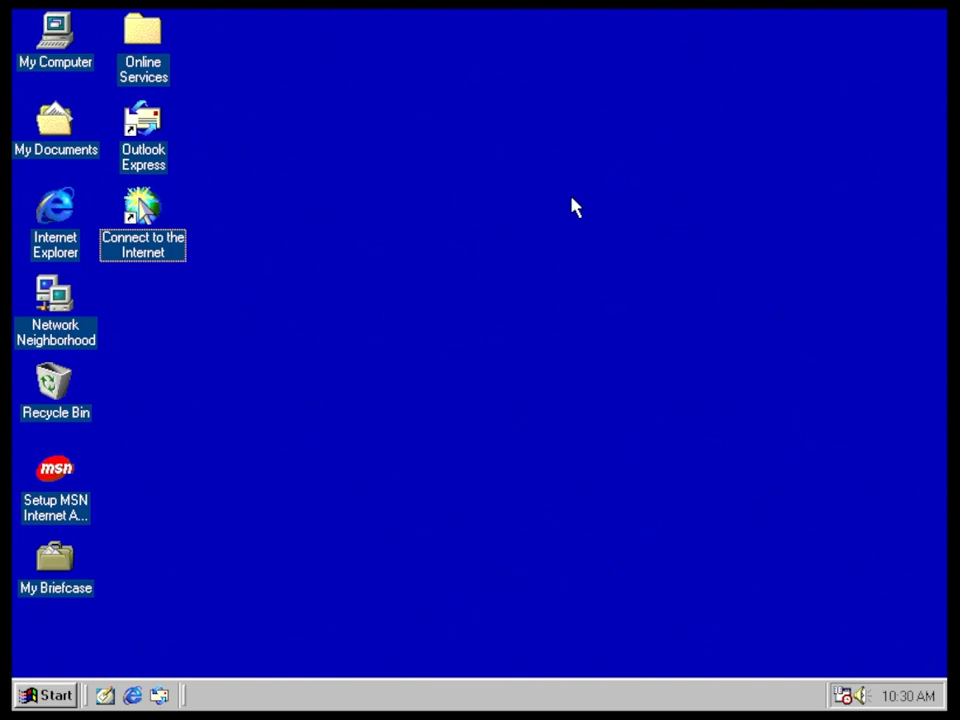 My Computer
Online
Services
My Documents
Outlook
Express
Internet
Explorer
Connect to the
Internet
Network
Neighborhood
Recycle Bin
msn
Setup MSN
Internet A...
My Briefcase
Start
10:30 AM